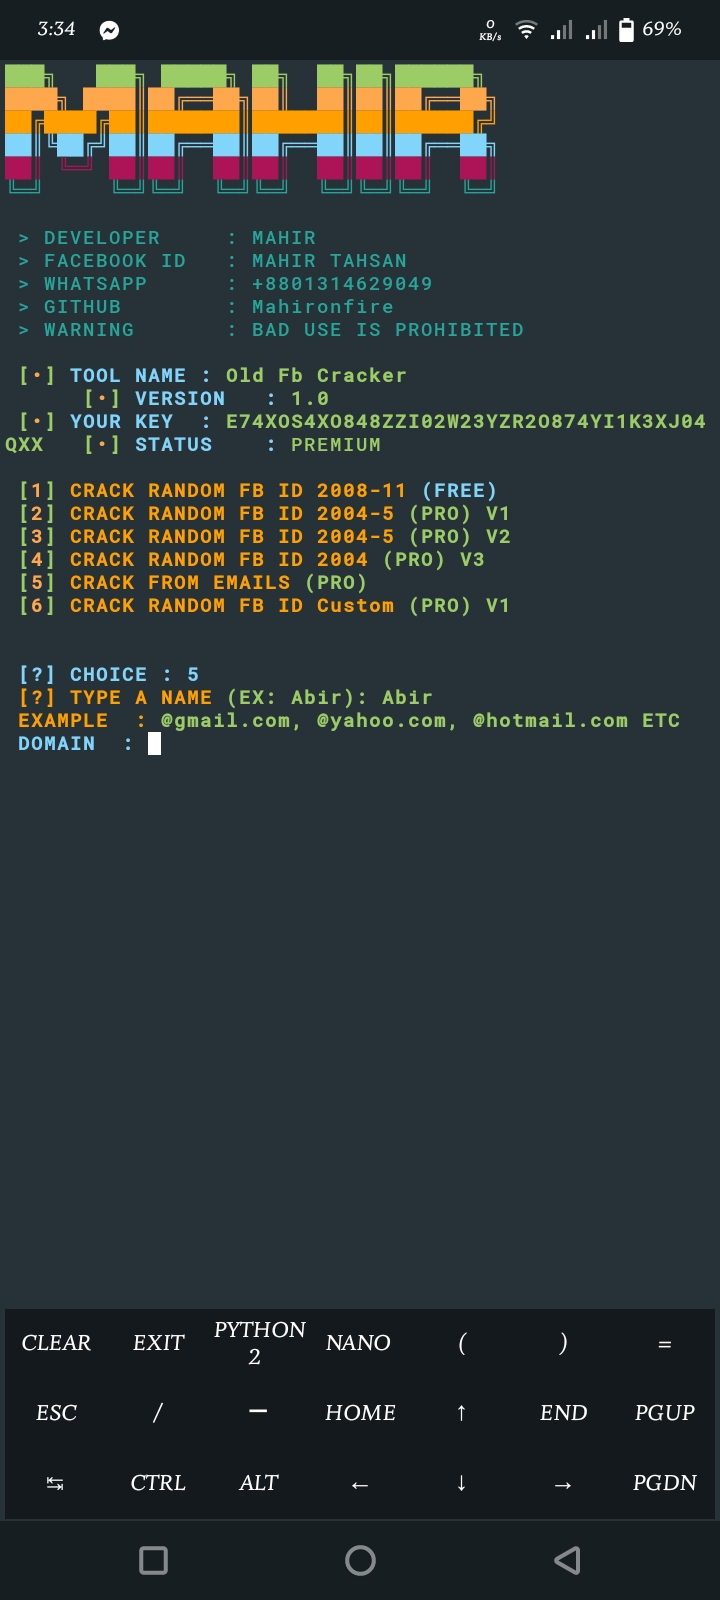 3:34 0 KB/s 69%
MAHIR
> DEVELOPER : MAHIR
> FACEBOOK ID : MAHIR TAHSAN
> WHATSAPP : +8801314629049
> GITHUB : Mahironfire
> WARNING : BAD USE IS PROHIBITED
[•] TOOL NAME : Old Fb Cracker
[•] VERSION : 1.0
[•] YOUR KEY : E74XOS4XO848ZZI02W23YZR2O874YI1K3XJ04
QXX [•] STATUS : PREMIUM
[1] CRACK RANDOM FB ID 2008-11 (FREE)
[2] CRACK RANDOM FB ID 2004-5 (PRO) V1
[3] CRACK RANDOM FB ID 2004-5 (PRO) V2
[4] CRACK RANDOM FB ID 2004 (PRO) V3
[5] CRACK FROM EMAILS (PRO)
[6] CRACK RANDOM FB ID Custom (PRO) V1
[?] CHOICE : 5
[?] TYPE A NAME (EX: Abir): Abir
EXAMPLE : @gmail.com, @yahoo.com, @hotmail.com ETC
DOMAIN :
CLEAR EXIT PYTHON 2 NANO ( ) =
ESC / — HOME ↑ END PGUP
↹ CTRL ALT ← ↓ → PGDN